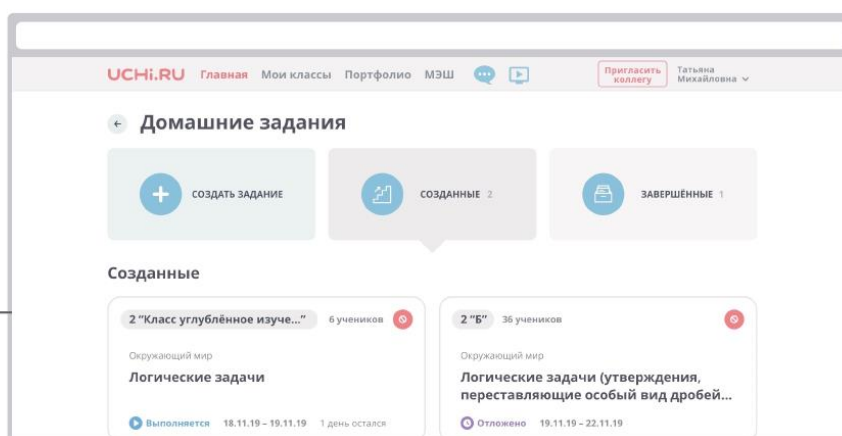 UCHi.RU Главная Мои классы Портфолио МЭШ Пригласить коллегу Татьяна Михайловна
Домашние задания
СОЗДАТЬ ЗАДАНИЕ
СОЗДАННЫЕ 2
ЗАВЕРШЁННЫЕ 1
Созданные
2 "Класс углублённое изуче..." 6 учеников
Окружающий мир
Логические задачи
Выполняется 18.11.19 – 19.11.19 1 день остался
2 "Б" 36 учеников
Окружающий мир
Логические задачи (утверждения,
переставляющие особый вид дробей...
Отложено 19.11.19 – 22.11.19